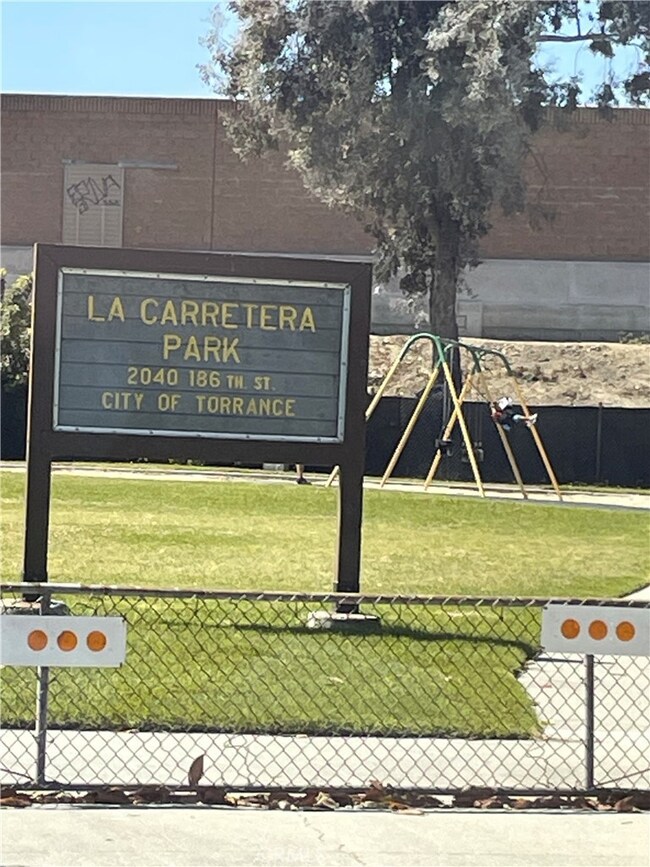 LA CARRETERA
PARK
2040 186 TH. ST.
CITY OF TORRANCE